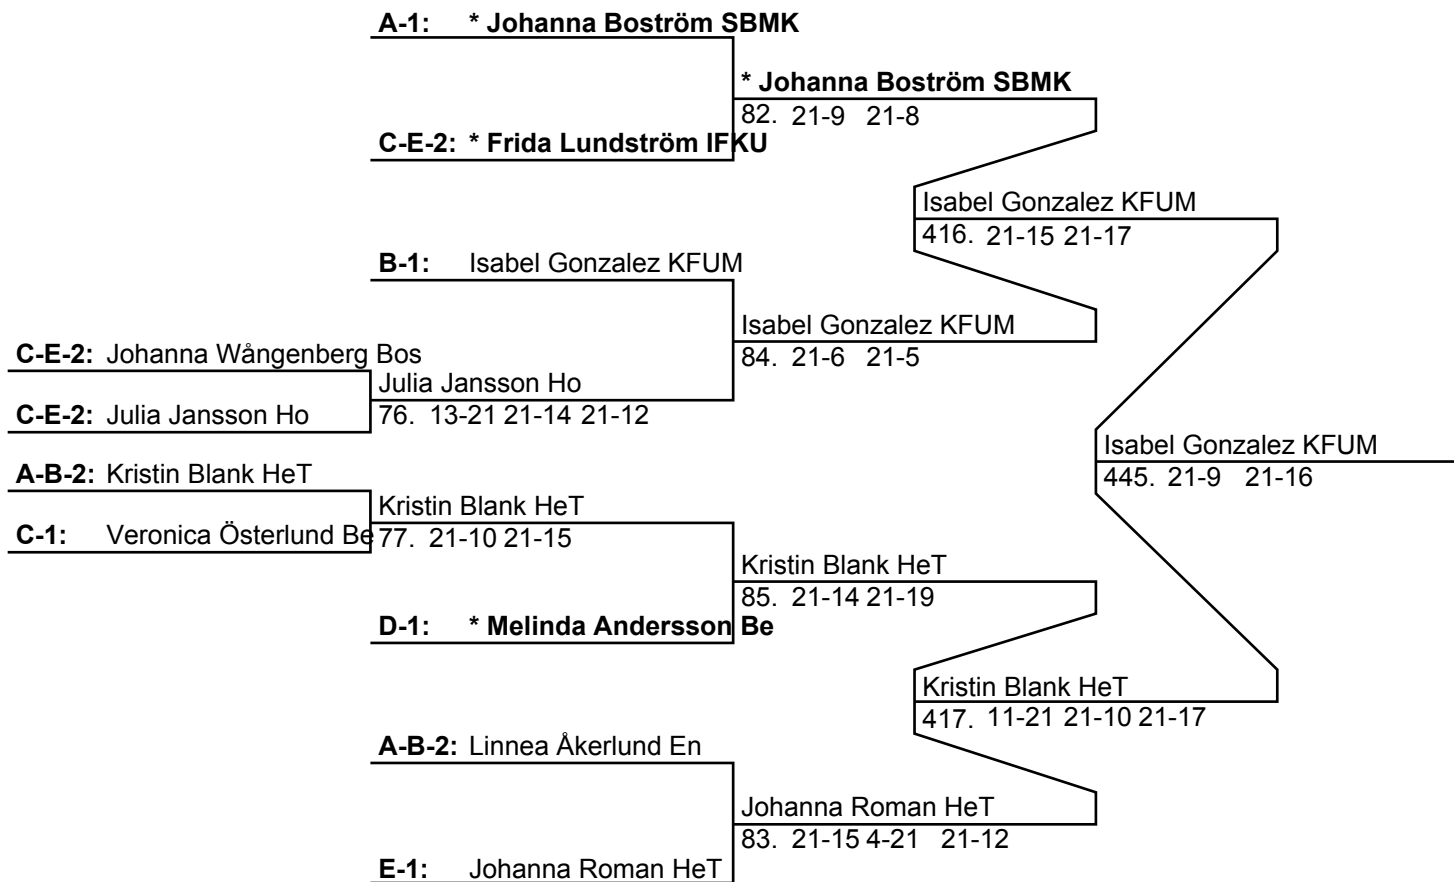 A-1: * Johanna Boström SBMK
* Johanna Boström SBMK
82. 21-9 21-8
C-E-2: * Frida Lundström IFKU
Isabel Gonzalez KFUM
416. 21-15 21-17
B-1: Isabel Gonzalez KFUM
Isabel Gonzalez KFUM
84. 21-6 21-5
C-E-2: Johanna Wångenberg Bos
Julia Jansson Ho
76. 13-21 21-14 21-12
C-E-2: Julia Jansson Ho
Isabel Gonzalez KFUM
445. 21-9 21-16
A-B-2: Kristin Blank HeT
Kristin Blank HeT
77. 21-10 21-15
C-1: Veronica Österlund Be
Kristin Blank HeT
85. 21-14 21-19
D-1: * Melinda Andersson Be
Kristin Blank HeT
417. 11-21 21-10 21-17
A-B-2: Linnea Åkerlund En
Johanna Roman HeT
83. 21-15 4-21 21-12
E-1: Johanna Roman HeT